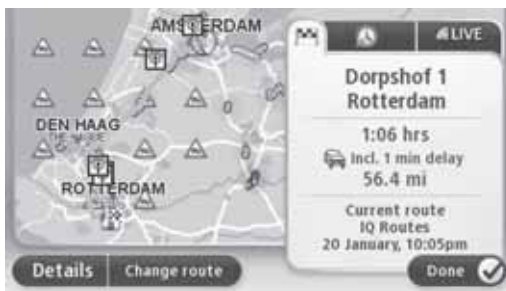 AMSTERDAM
DEN HAAG
ROTTERDAM
LIVE
Dorpshof 1
Rotterdam
1:06 hrs
Incl. 1 min delay
56.4 mi
Current route
IQ Routes
20 January, 10:05pm
Details
Change route
Done